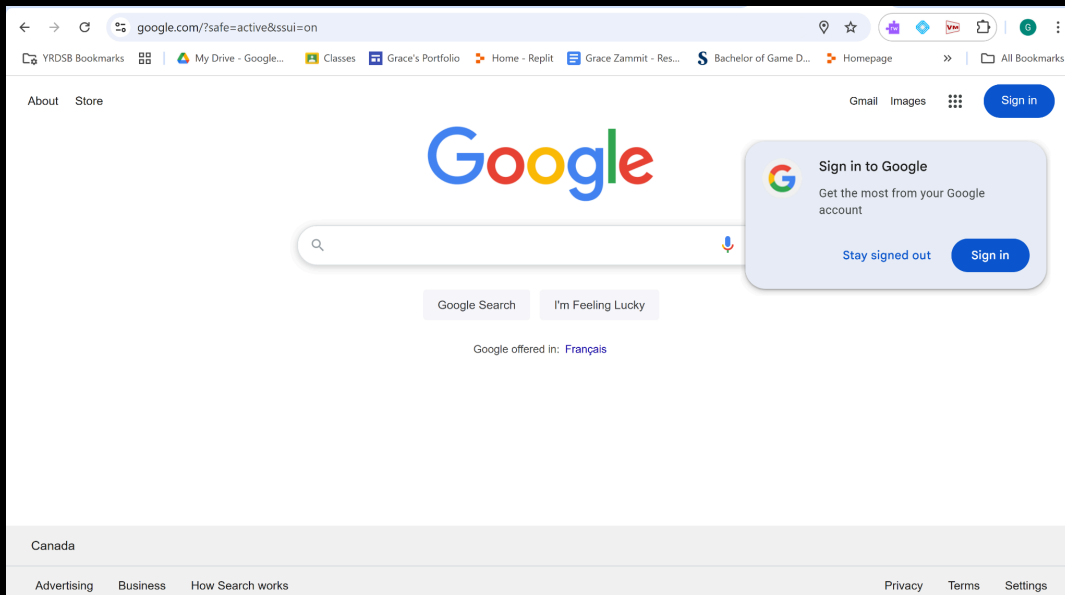 google.com/?safe=active&ssui=on
VM
G
YRDSB Bookmarks My Drive - Google... Classes Grace's Portfolio Home - Replit Grace Zammit - Res... Bachelor of Game D... Homepage » All Bookmarks
About Store Gmail Images Sign in
Google
Sign in to Google
Get the most from your Google
account
Stay signed out Sign in
Google Search I'm Feeling Lucky
Google offered in: Français
Canada
Advertising Business How Search works Privacy Terms Settings